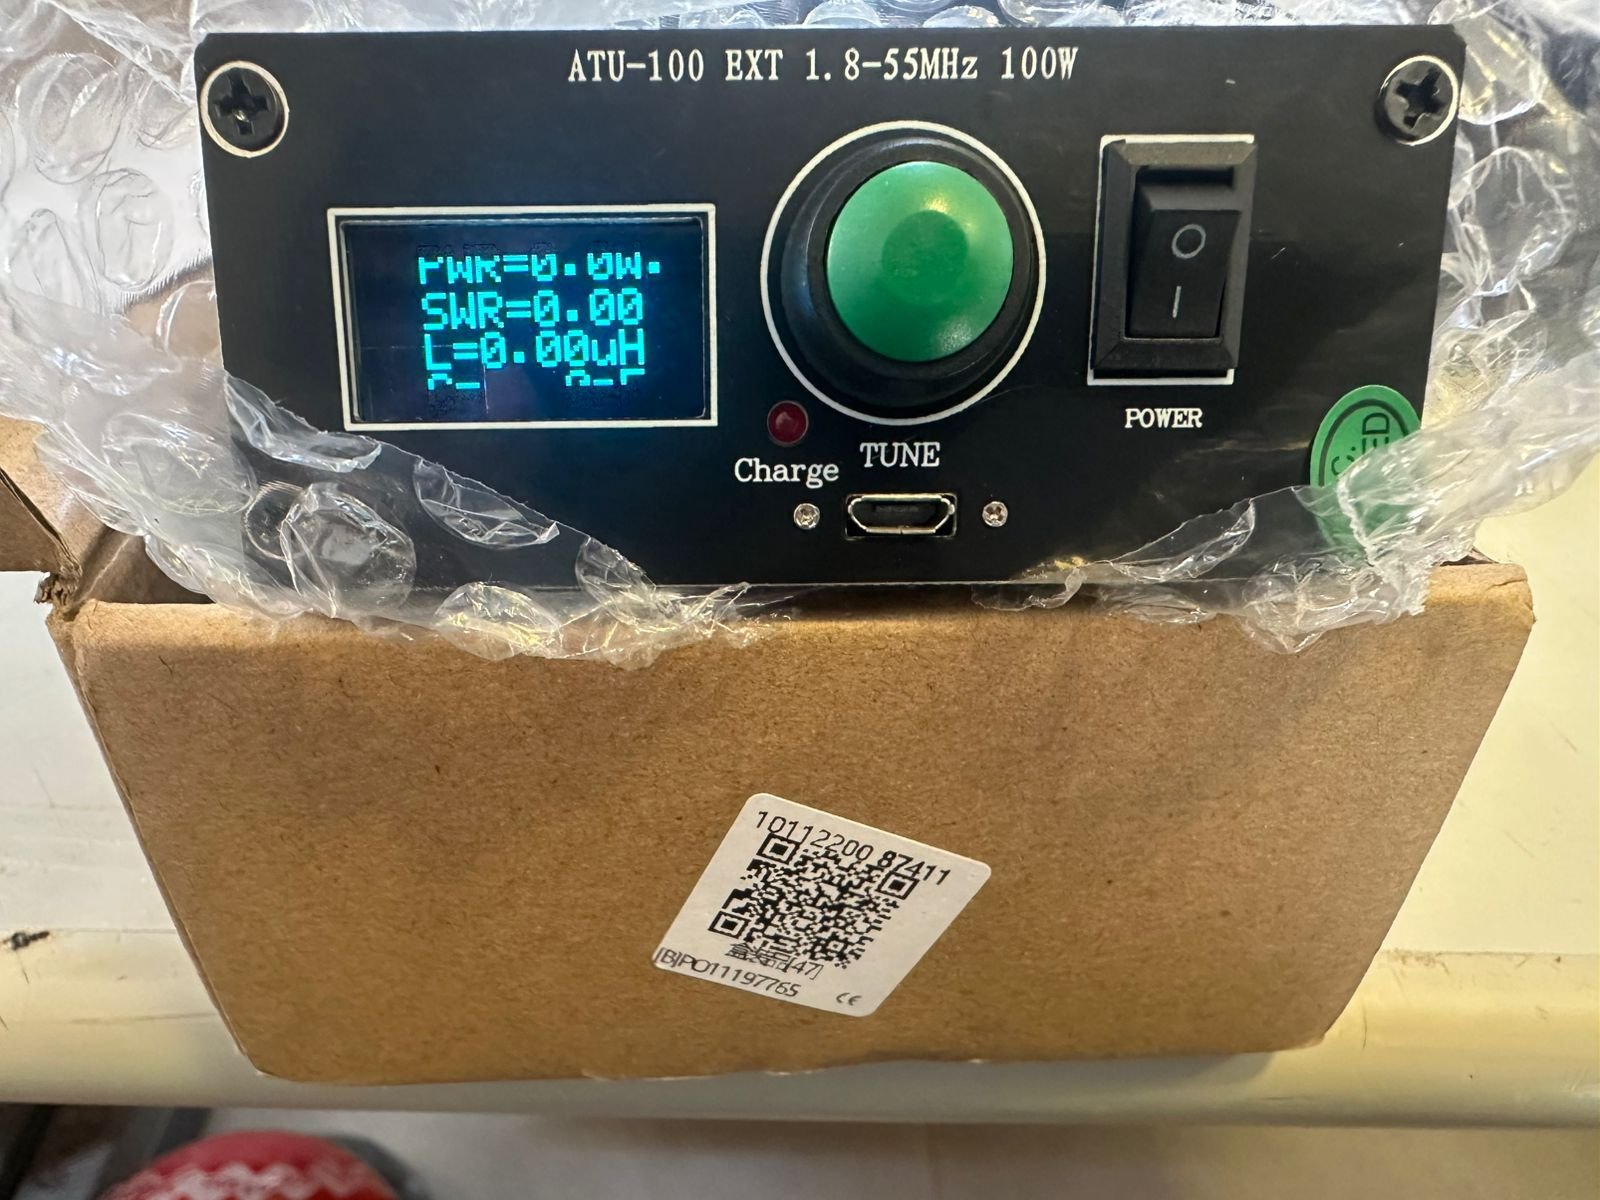 ATU-100 EXT 1.8-55MHz 100W
PWR=0.0W.
SWR=0.00
L=0.00uH
Charge
TUNE
O
I
POWER
10112200 87411
[47]
[B]PO11197765
CE